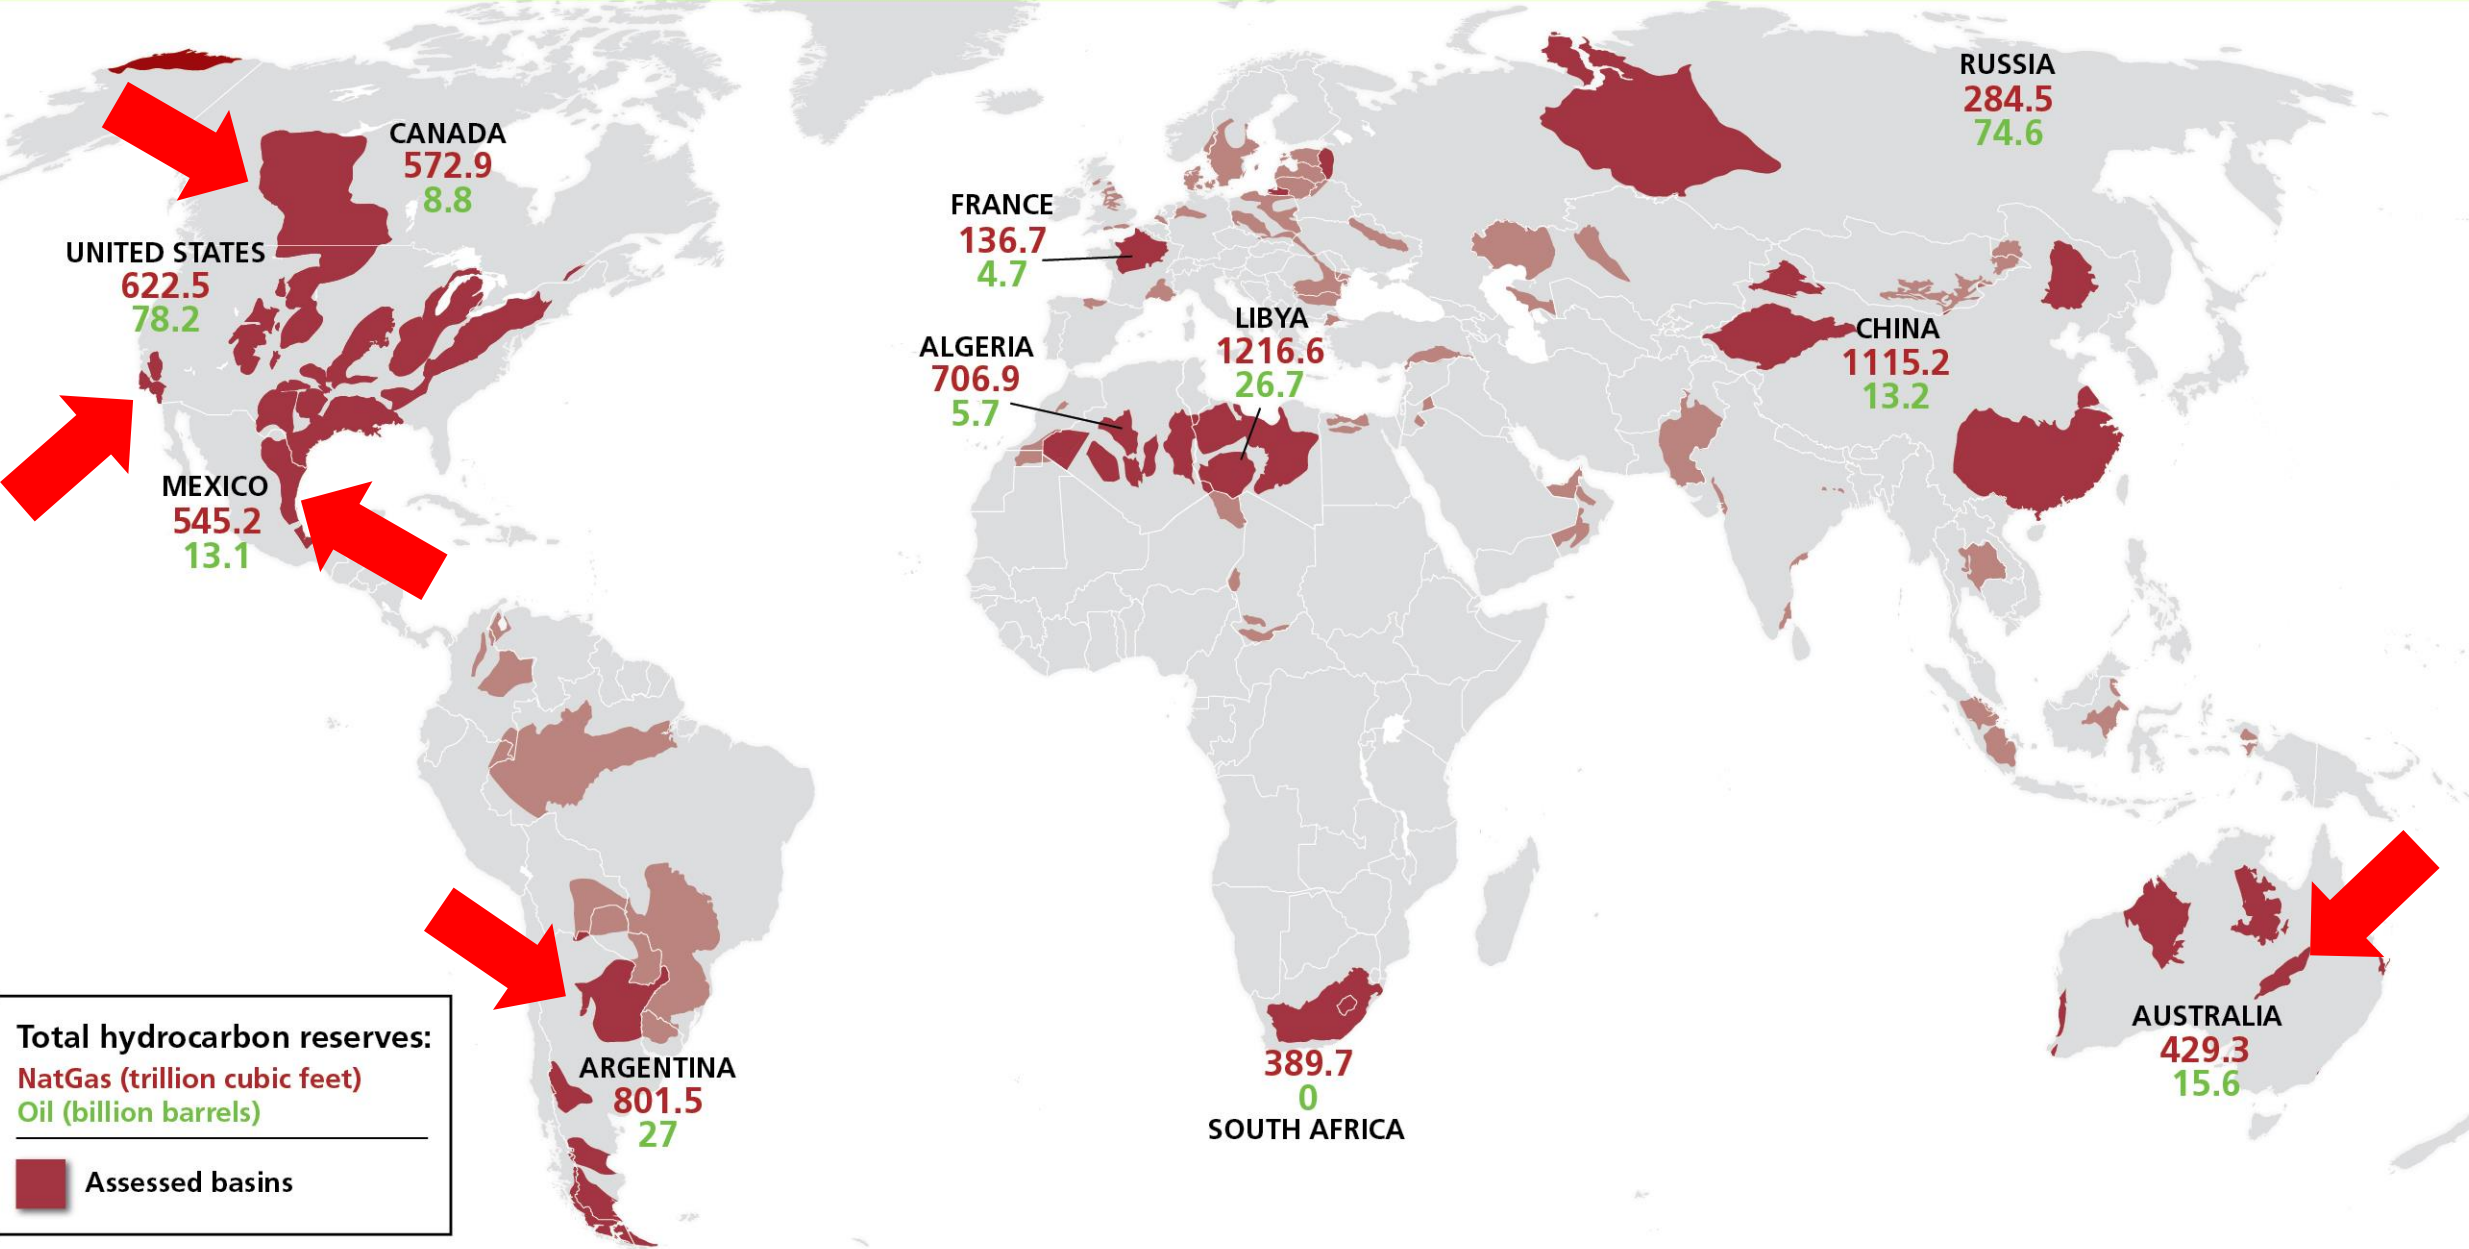 RUSSIA
284.5
74.6
CANADA
572.9
8.8
FRANCE
136.7
4.7
UNITED STATES
622.5
78.2
LIBYA
1216.6
26.7
ALGERIA
706.9
5.7
CHINA
1115.2
13.2
MEXICO
545.2
13.1
AUSTRALIA
429.3
15.6
ARGENTINA
801.5
27
389.7
0
SOUTH AFRICA
Total hydrocarbon reserves:
NatGas (trillion cubic feet)
Oil (billion barrels)
Assessed basins